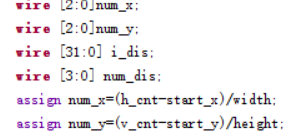 wire [2:0]num_x;
wire [2:0]num_y;
wire [31:0] i_dis;
wire [3:0] num_dis;
assign num_x=(h_cnt-start_x)/width;
assign num_y=(v_cnt-start_y)/height;